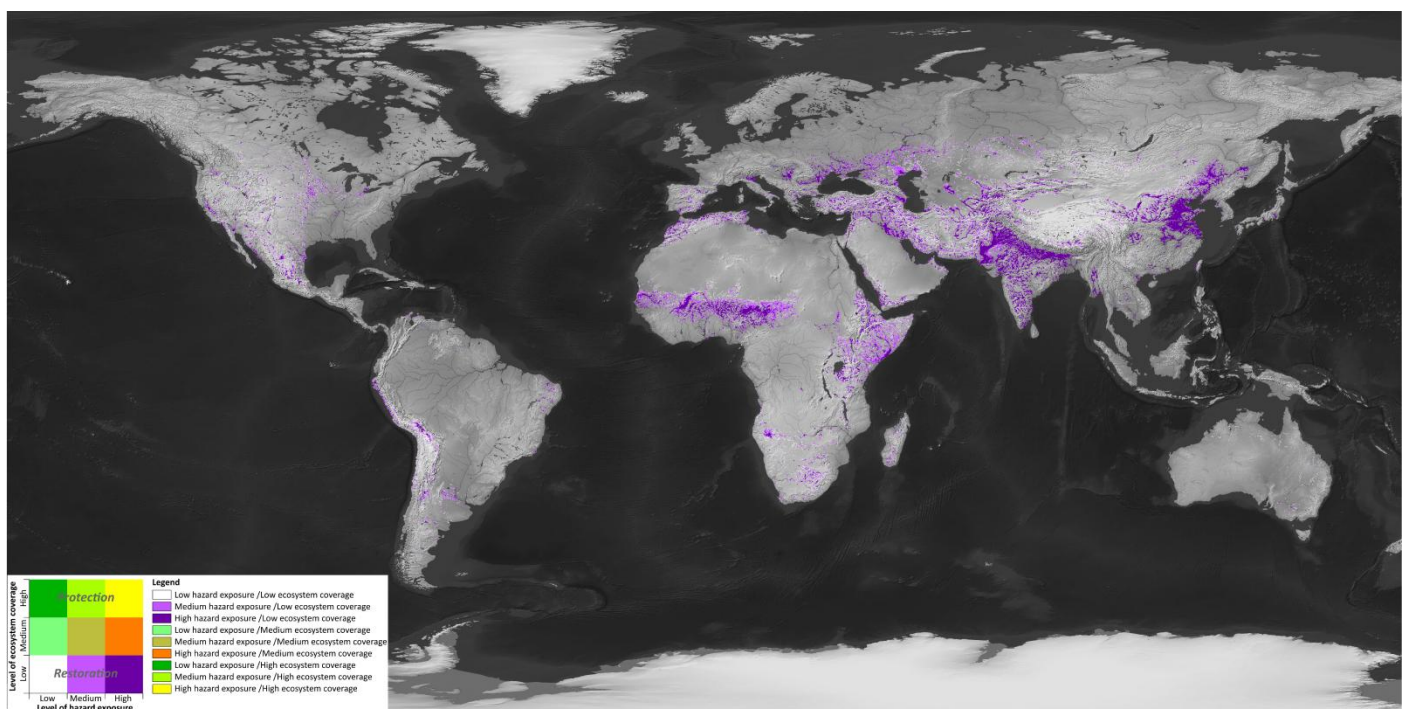 Level of ecosystem coverage
High
Medium
Low
Protection
Restoration
Low Medium High
Level of hazard exposure
Legend
Low hazard exposure /Low ecosystem coverage
Medium hazard exposure /Low ecosystem coverage
High hazard exposure /Low ecosystem coverage
Low hazard exposure /Medium ecosystem coverage
Medium hazard exposure /Medium ecosystem coverage
High hazard exposure /Medium ecosystem coverage
Low hazard exposure /High ecosystem coverage
Medium hazard exposure /High ecosystem coverage
High hazard exposure /High ecosystem coverage